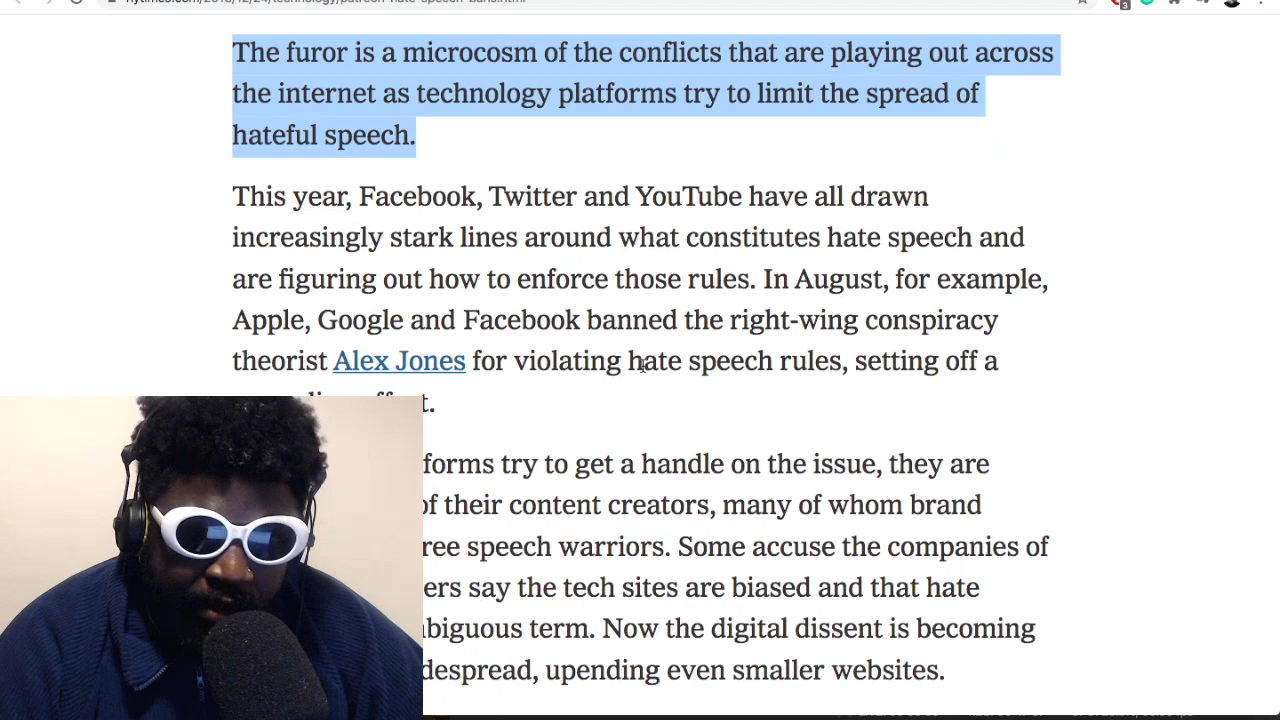 The furor is a microcosm of the conflicts that are playing out across
the internet as technology platforms try to limit the spread of
hateful speech.
This year, Facebook, Twitter and YouTube have all drawn
increasingly stark lines around what constitutes hate speech and
are figuring out how to enforce those rules. In August, for example,
Apple, Google and Facebook banned the right-wing conspiracy
theorist Alex Jones for violating hate speech rules, setting off a
forms try to get a handle on the issue, they are
of their content creators, many of whom brand
ree speech warriors. Some accuse the companies of
ers say the tech sites are biased and that hate
biguous term. Now the digital dissent is becoming
despread, upending even smaller websites.